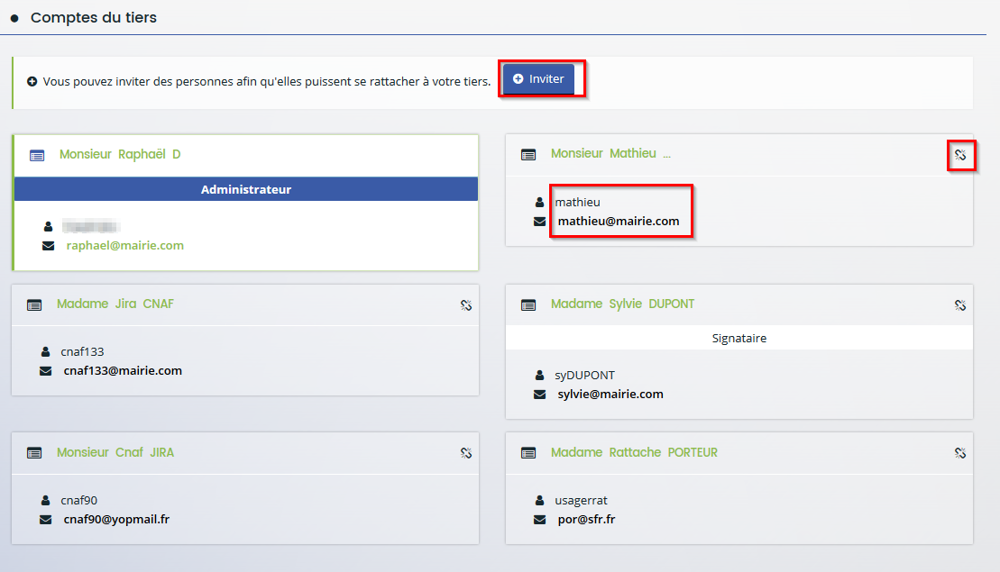 Comptes du tiers
Vous pouvez inviter des personnes afin qu'elles puissent se rattacher à votre tiers. Inviter
Monsieur Raphaël D
Administrateur
raphael@mairie.com
Monsieur Mathieu ...
mathieu
mathieu@mairie.com
Madame Jira CNAF
cnaf133
cnaf133@mairie.com
Madame Sylvie DUPONT
Signataire
syDUPONT
sylvie@mairie.com
Monsieur Cnaf JIRA
cnaf90
cnaf90@yopmail.fr
Madame Rattache PORTEUR
usagerrat
por@sfr.fr